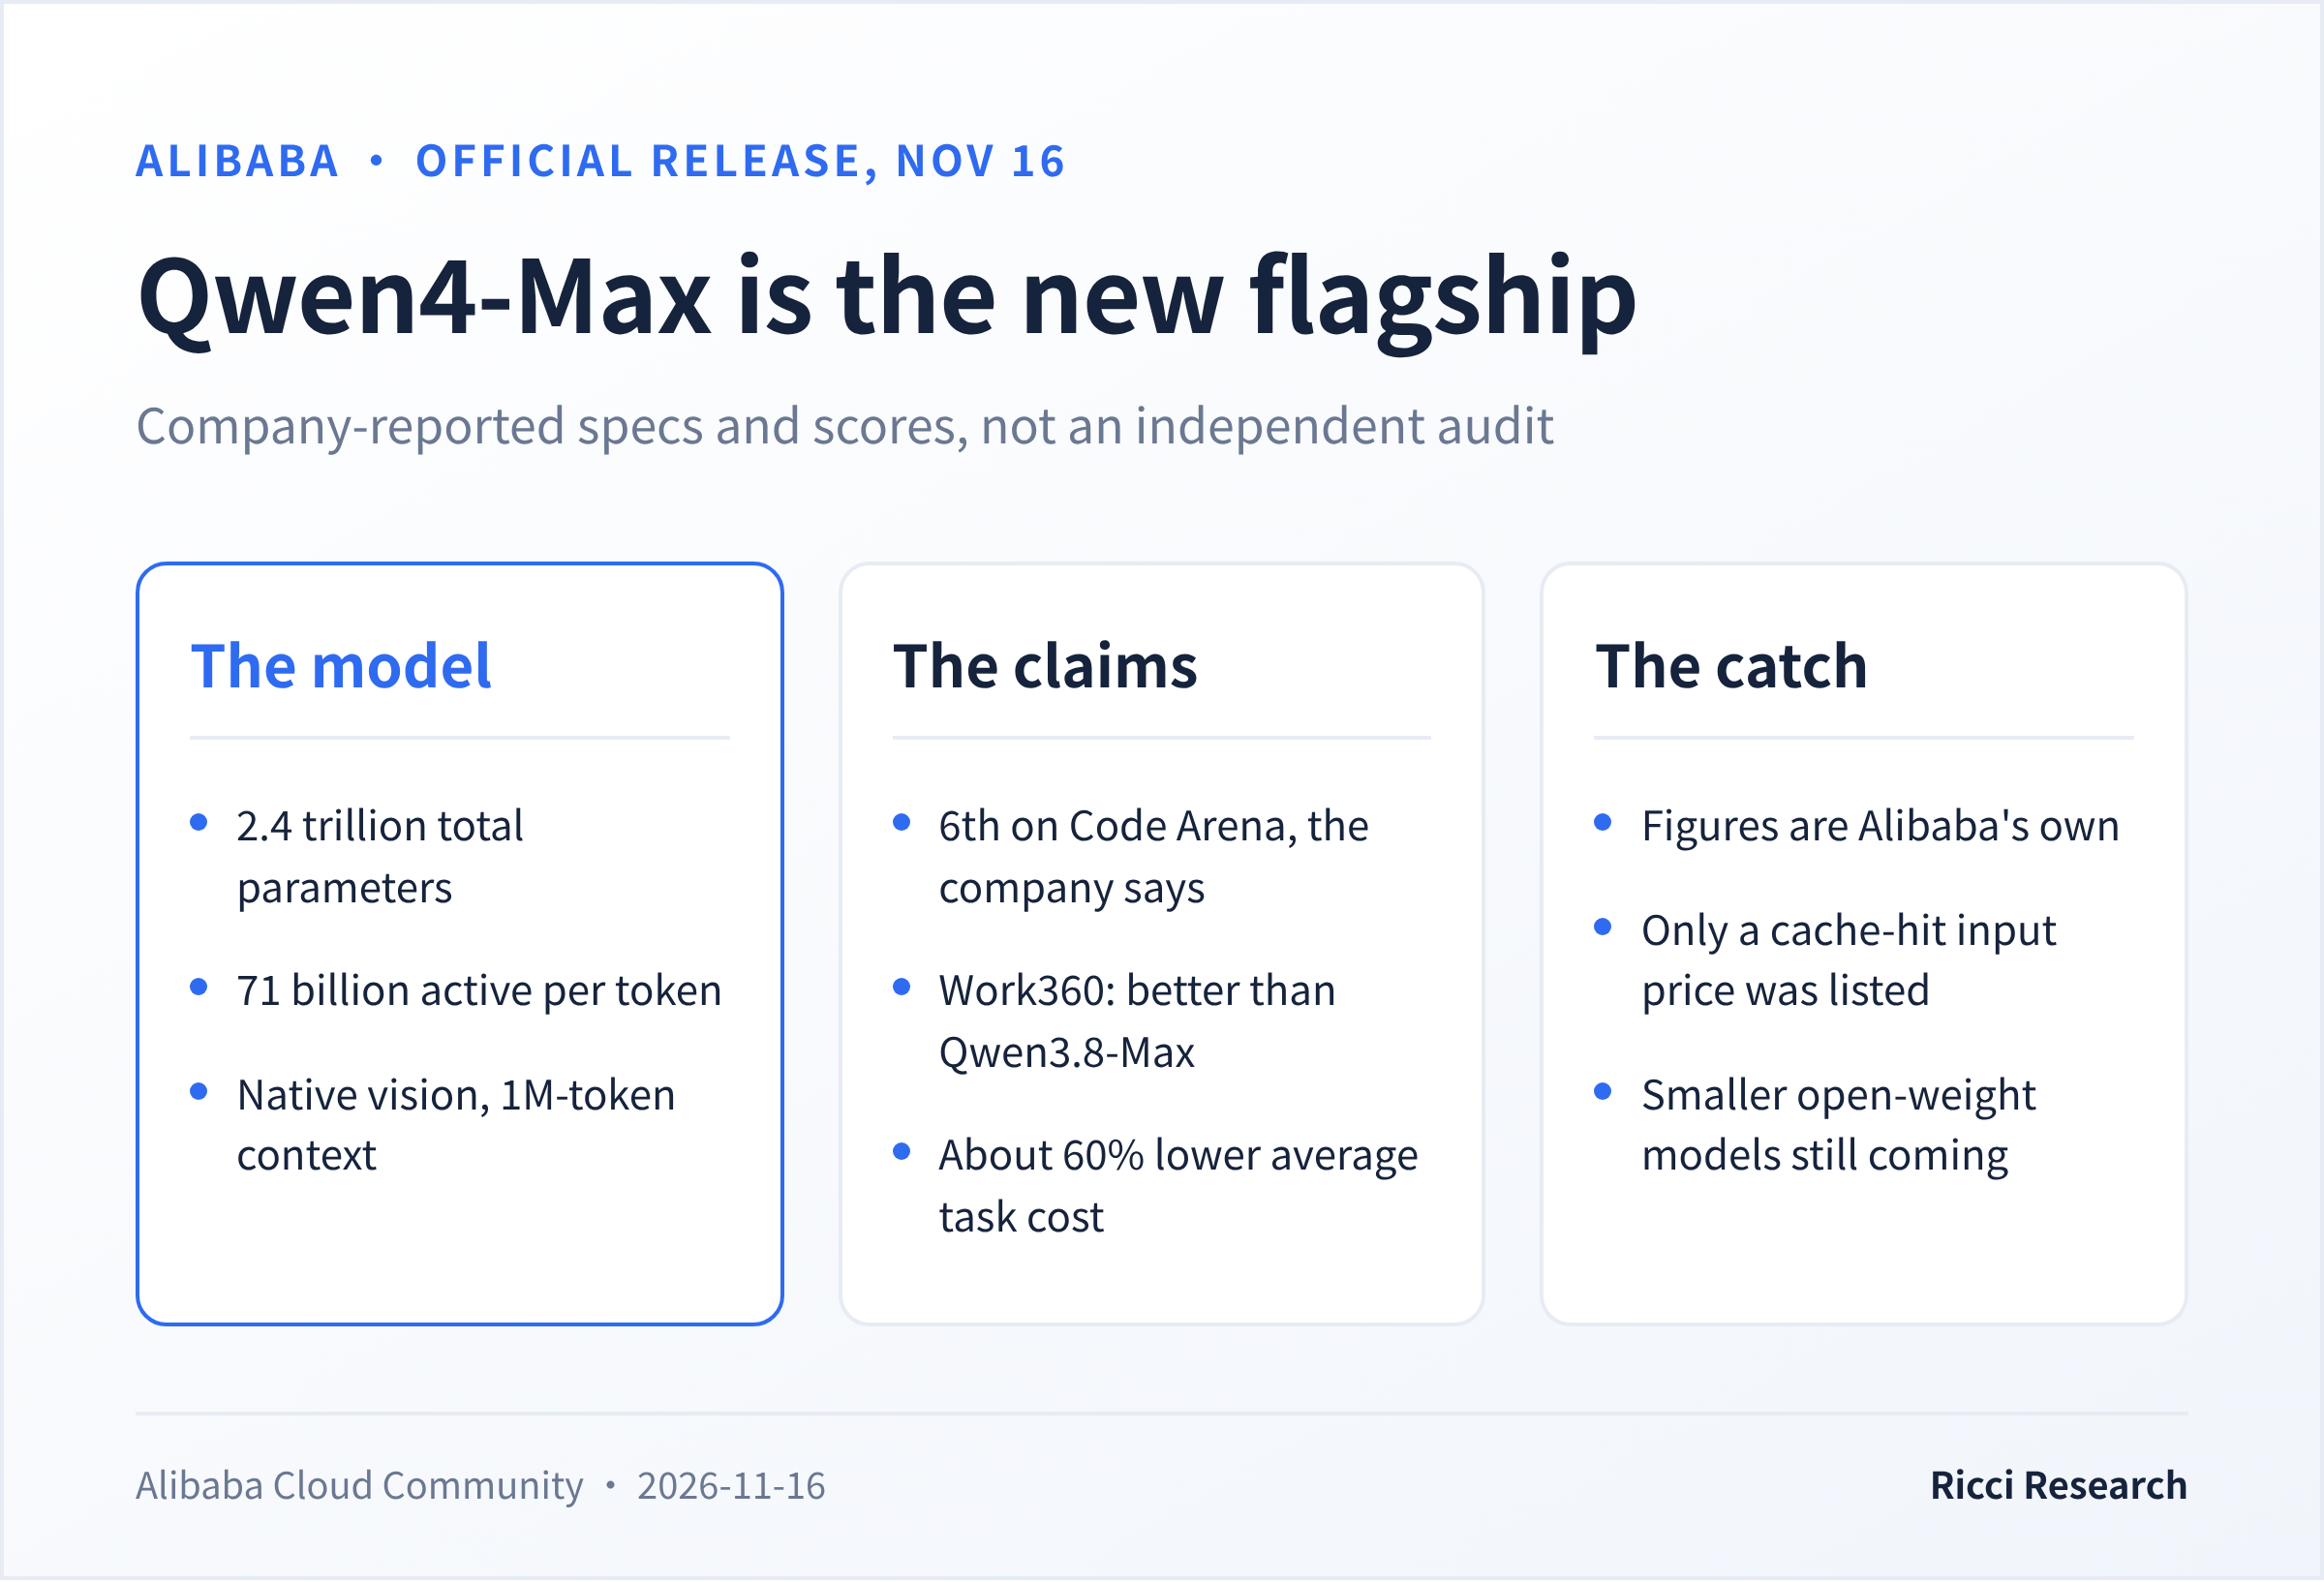 ALIBABA • OFFICIAL RELEASE, NOV 16
Qwen4-Max is the new flagship
Company-reported specs and scores, not an independent audit
The model
• 2.4 trillion total
parameters
• 71 billion active per token
• Native vision, 1M-token
context
The claims
• 6th on Code Arena, the
company says
• Work360: better than
Qwen3.8-Max
• About 60% lower average
task cost
The catch
• Figures are Alibaba's own
• Only a cache-hit input
price was listed
• Smaller open-weight
models still coming
Alibaba Cloud Community • 2026-11-16
Ricci Research